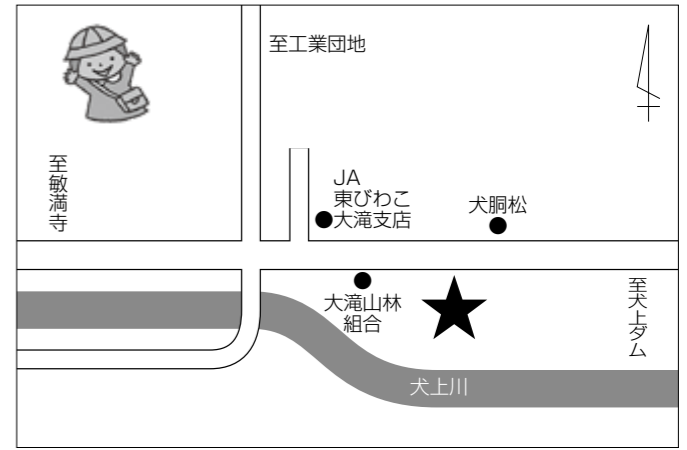 至工業団地
至敏満寺
JA
東びわこ
大滝支店
犬胴松
大滝山林
組合
至犬上ダム
犬上川